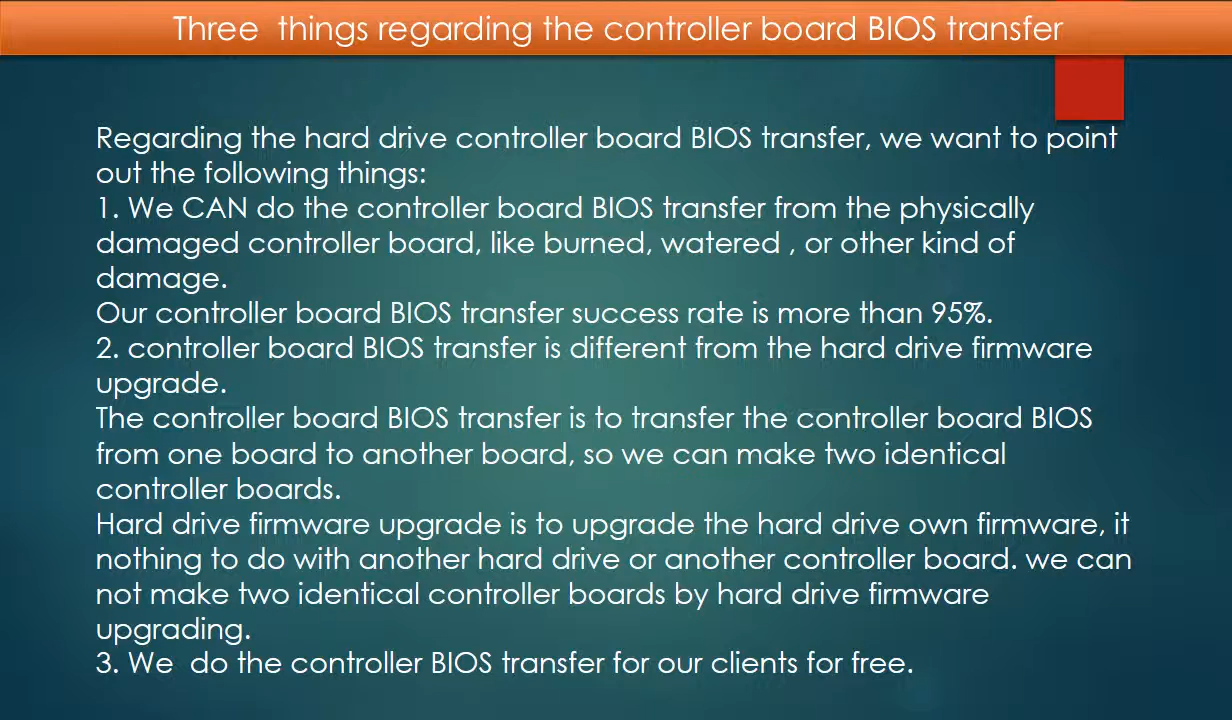 Three  things regarding the controller board BIOS transfer
Regarding the hard drive controller board BIOS transfer, we want to point
out the following things:
1. We CAN do the controller board BIOS transfer from the physically
damaged controller board, like burned, watered , or other kind of
damage.
Our controller board BIOS transfer success rate is more than 95%.
2. controller board BIOS transfer is different from the hard drive firmware
upgrade.
The controller board BIOS transfer is to transfer the controller board BIOS
from one board to another board, so we can make two identical
controller boards.
Hard drive firmware upgrade is to upgrade the hard drive own firmware, it
nothing to do with another hard drive or another controller board. we can
not make two identical controller boards by hard drive firmware
upgrading.
3. We  do the controller BIOS transfer for our clients for free.